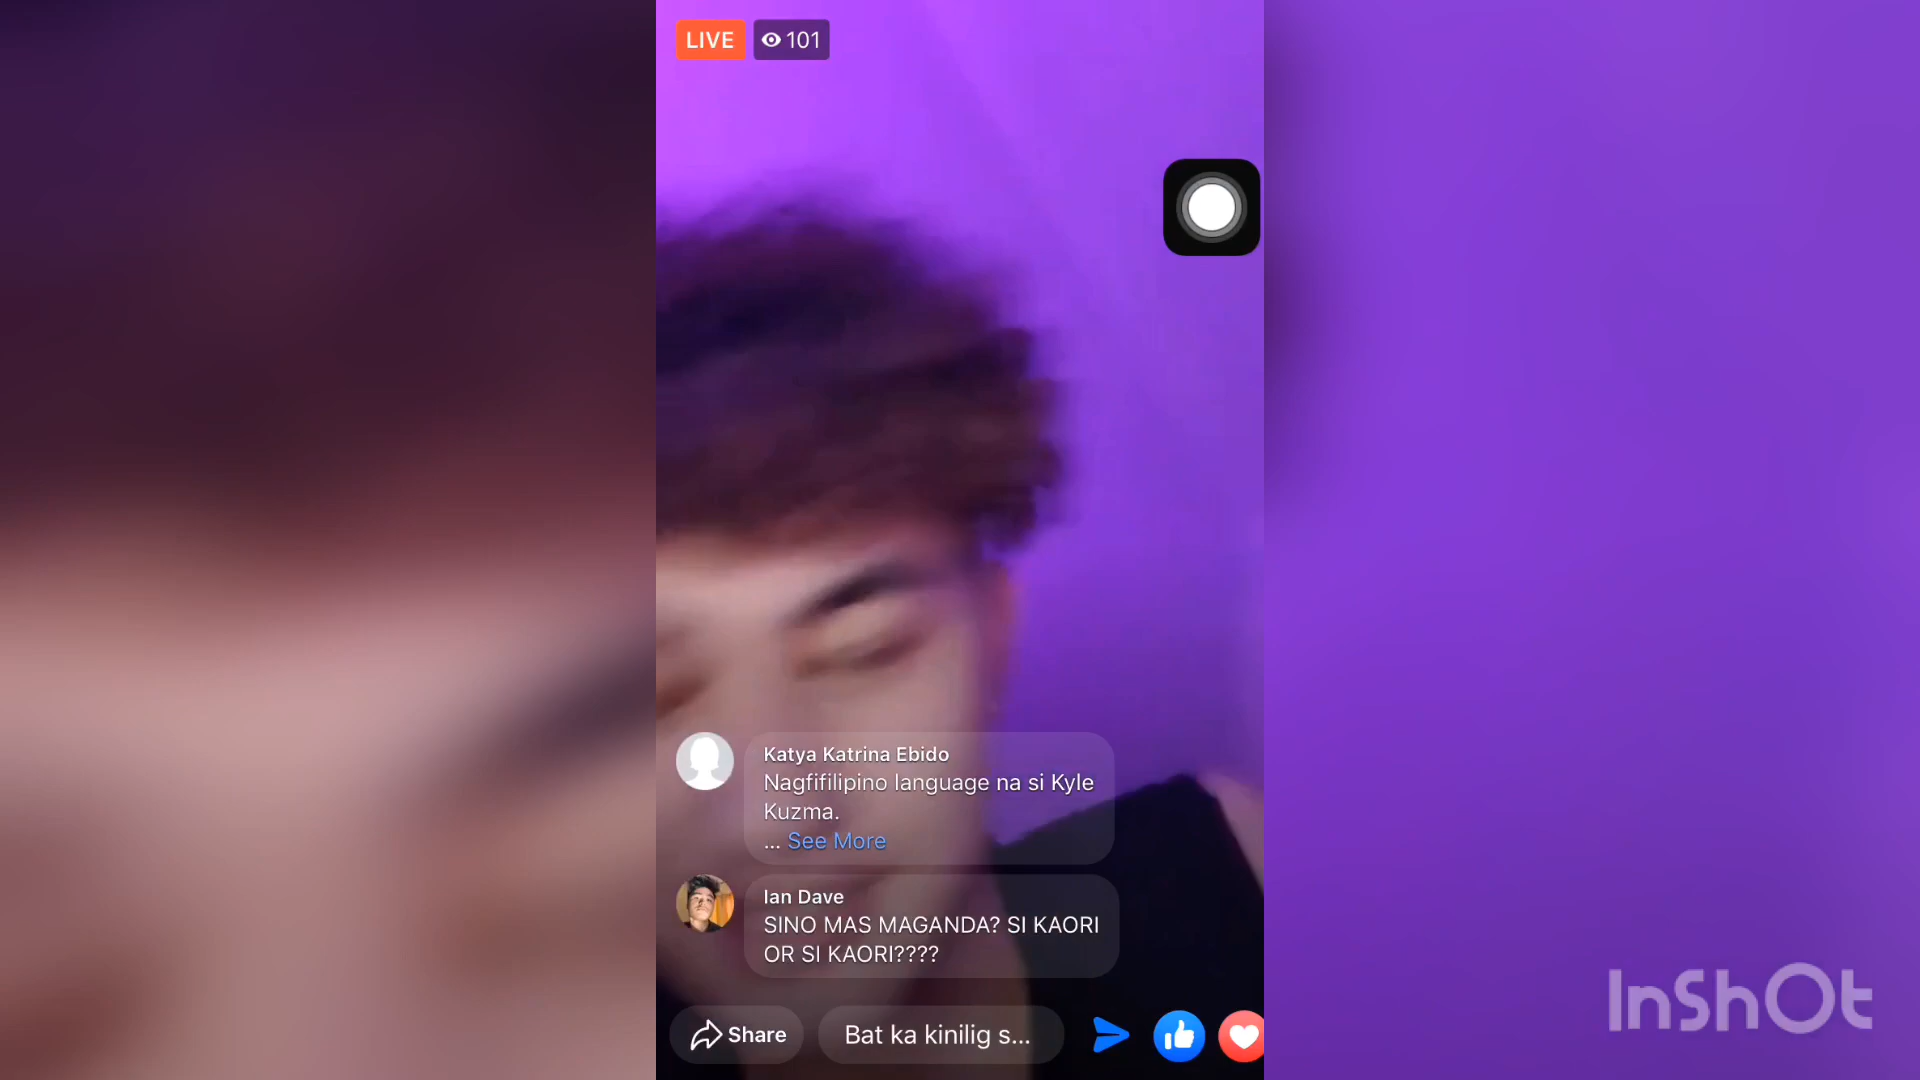 LIVE 101
Katya Katrina Ebido
Nagfifilipino language na si Kyle
Kuzma.
... See More
Ian Dave
SINO MAS MAGANDA? SI KAORI
OR SI KAORI????
Share Bat ka kinilig s...
InShOt